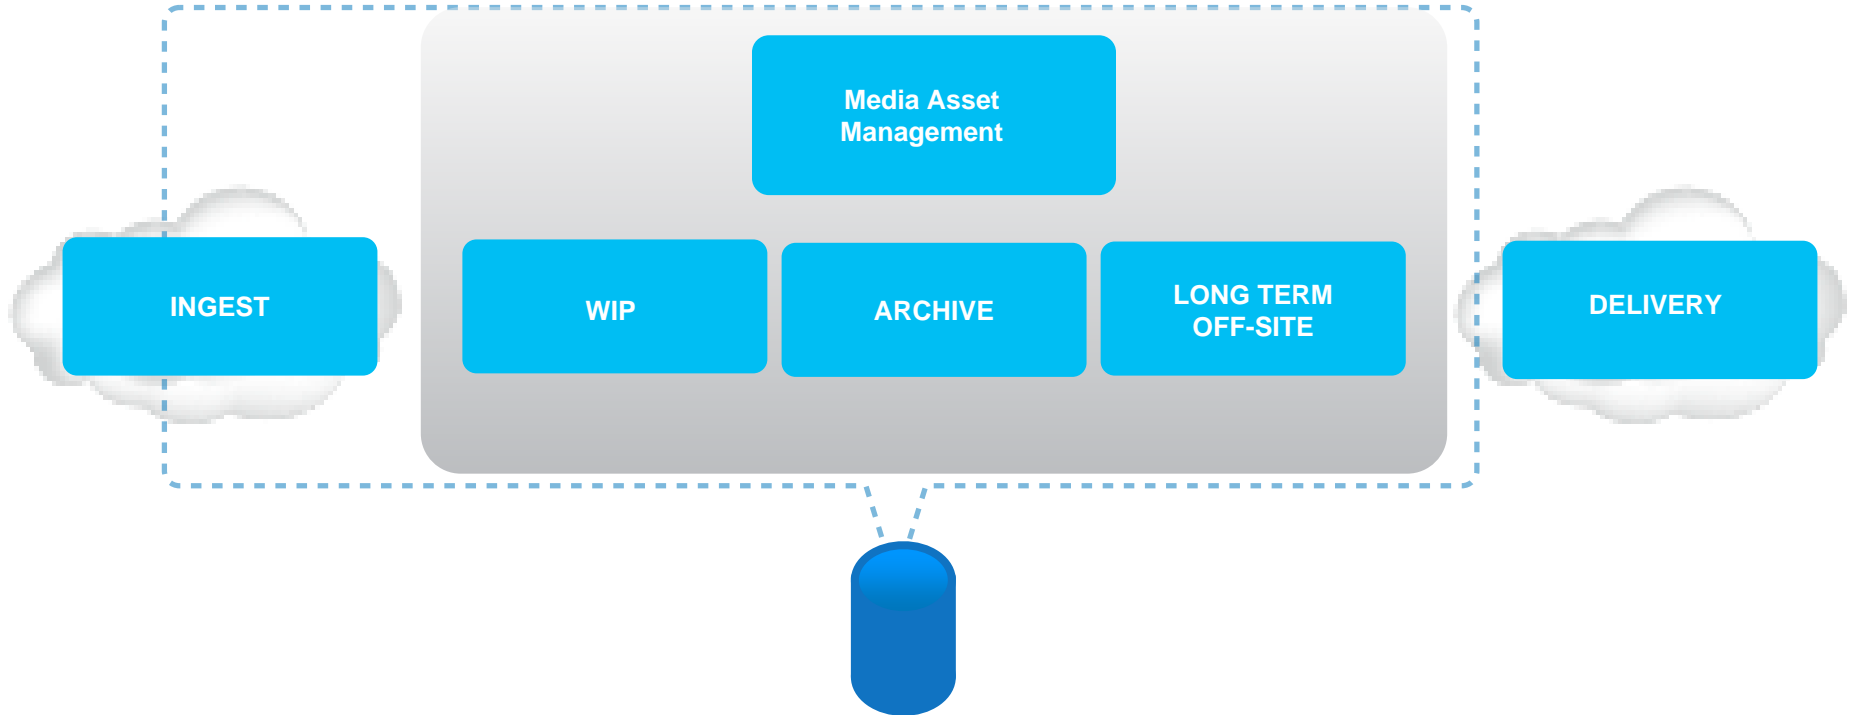 Media Asset
Management
INGEST
WIP
ARCHIVE
LONG TERM
OFF-SITE
DELIVERY